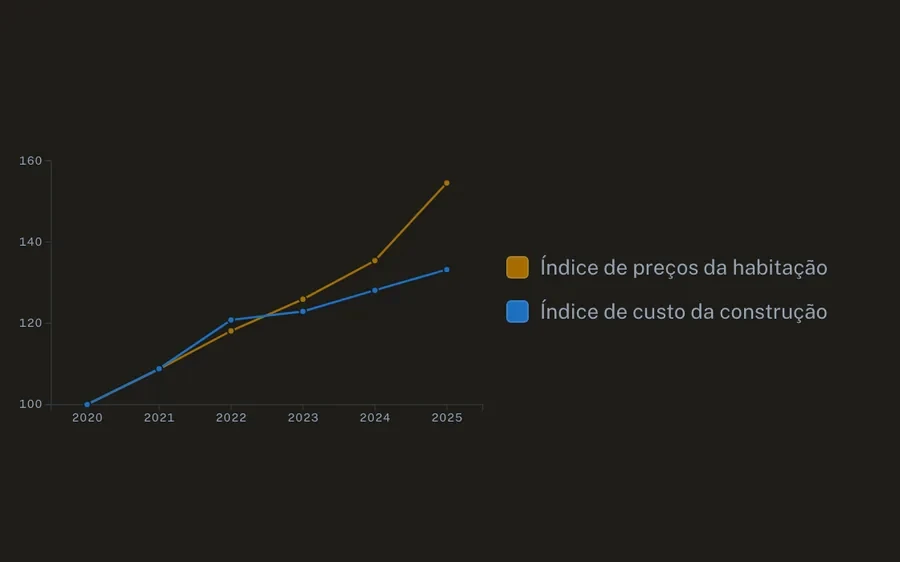 160
140
120
100
2020 2021 2022 2023 2024 2025
Índice de preços da habitação
Índice de custo da construção